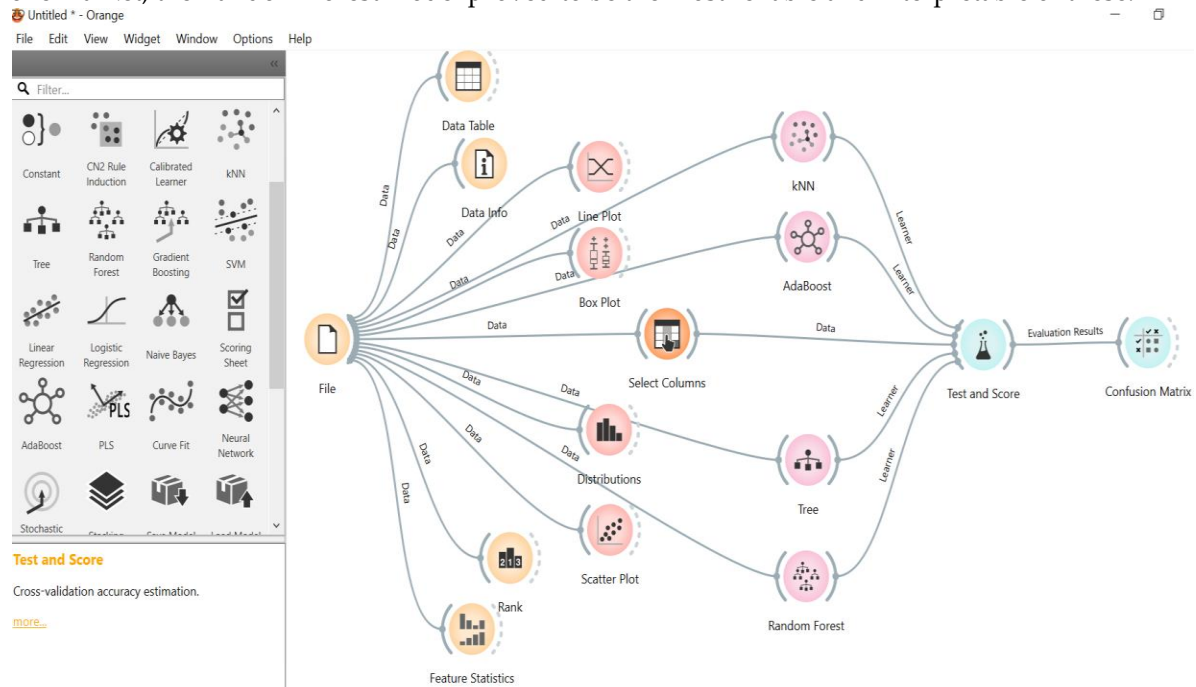 Untitled * - Orange
File Edit View Widget Window Options Help
Filter...
Constant
CN2 Rule
Induction
Calibrated
Learner
kNN
Tree
Random
Forest
Gradient
Boosting
SVM
Linear
Regression
Logistic
Regression
Naive Bayes
Scoring
Sheet
AdaBoost
PLS
PLS
Curve Fit
Neural
Network
Stochastic
Test and Score
Cross-validation accuracy estimation.
more...
File
Data
Data
Data
Data
Data
Data
Data
Data
Data
Data
Data
Data
Data
Data Table
Data Info
Line Plot
Box Plot
Select Columns
Distributions
Scatter Plot
213
Rank
Feature Statistics
kNN
AdaBoost
Tree
Random Forest
Data
Learner
Learner
Learner
Learner
Test and Score
Evaluation Results
Confusion Matrix